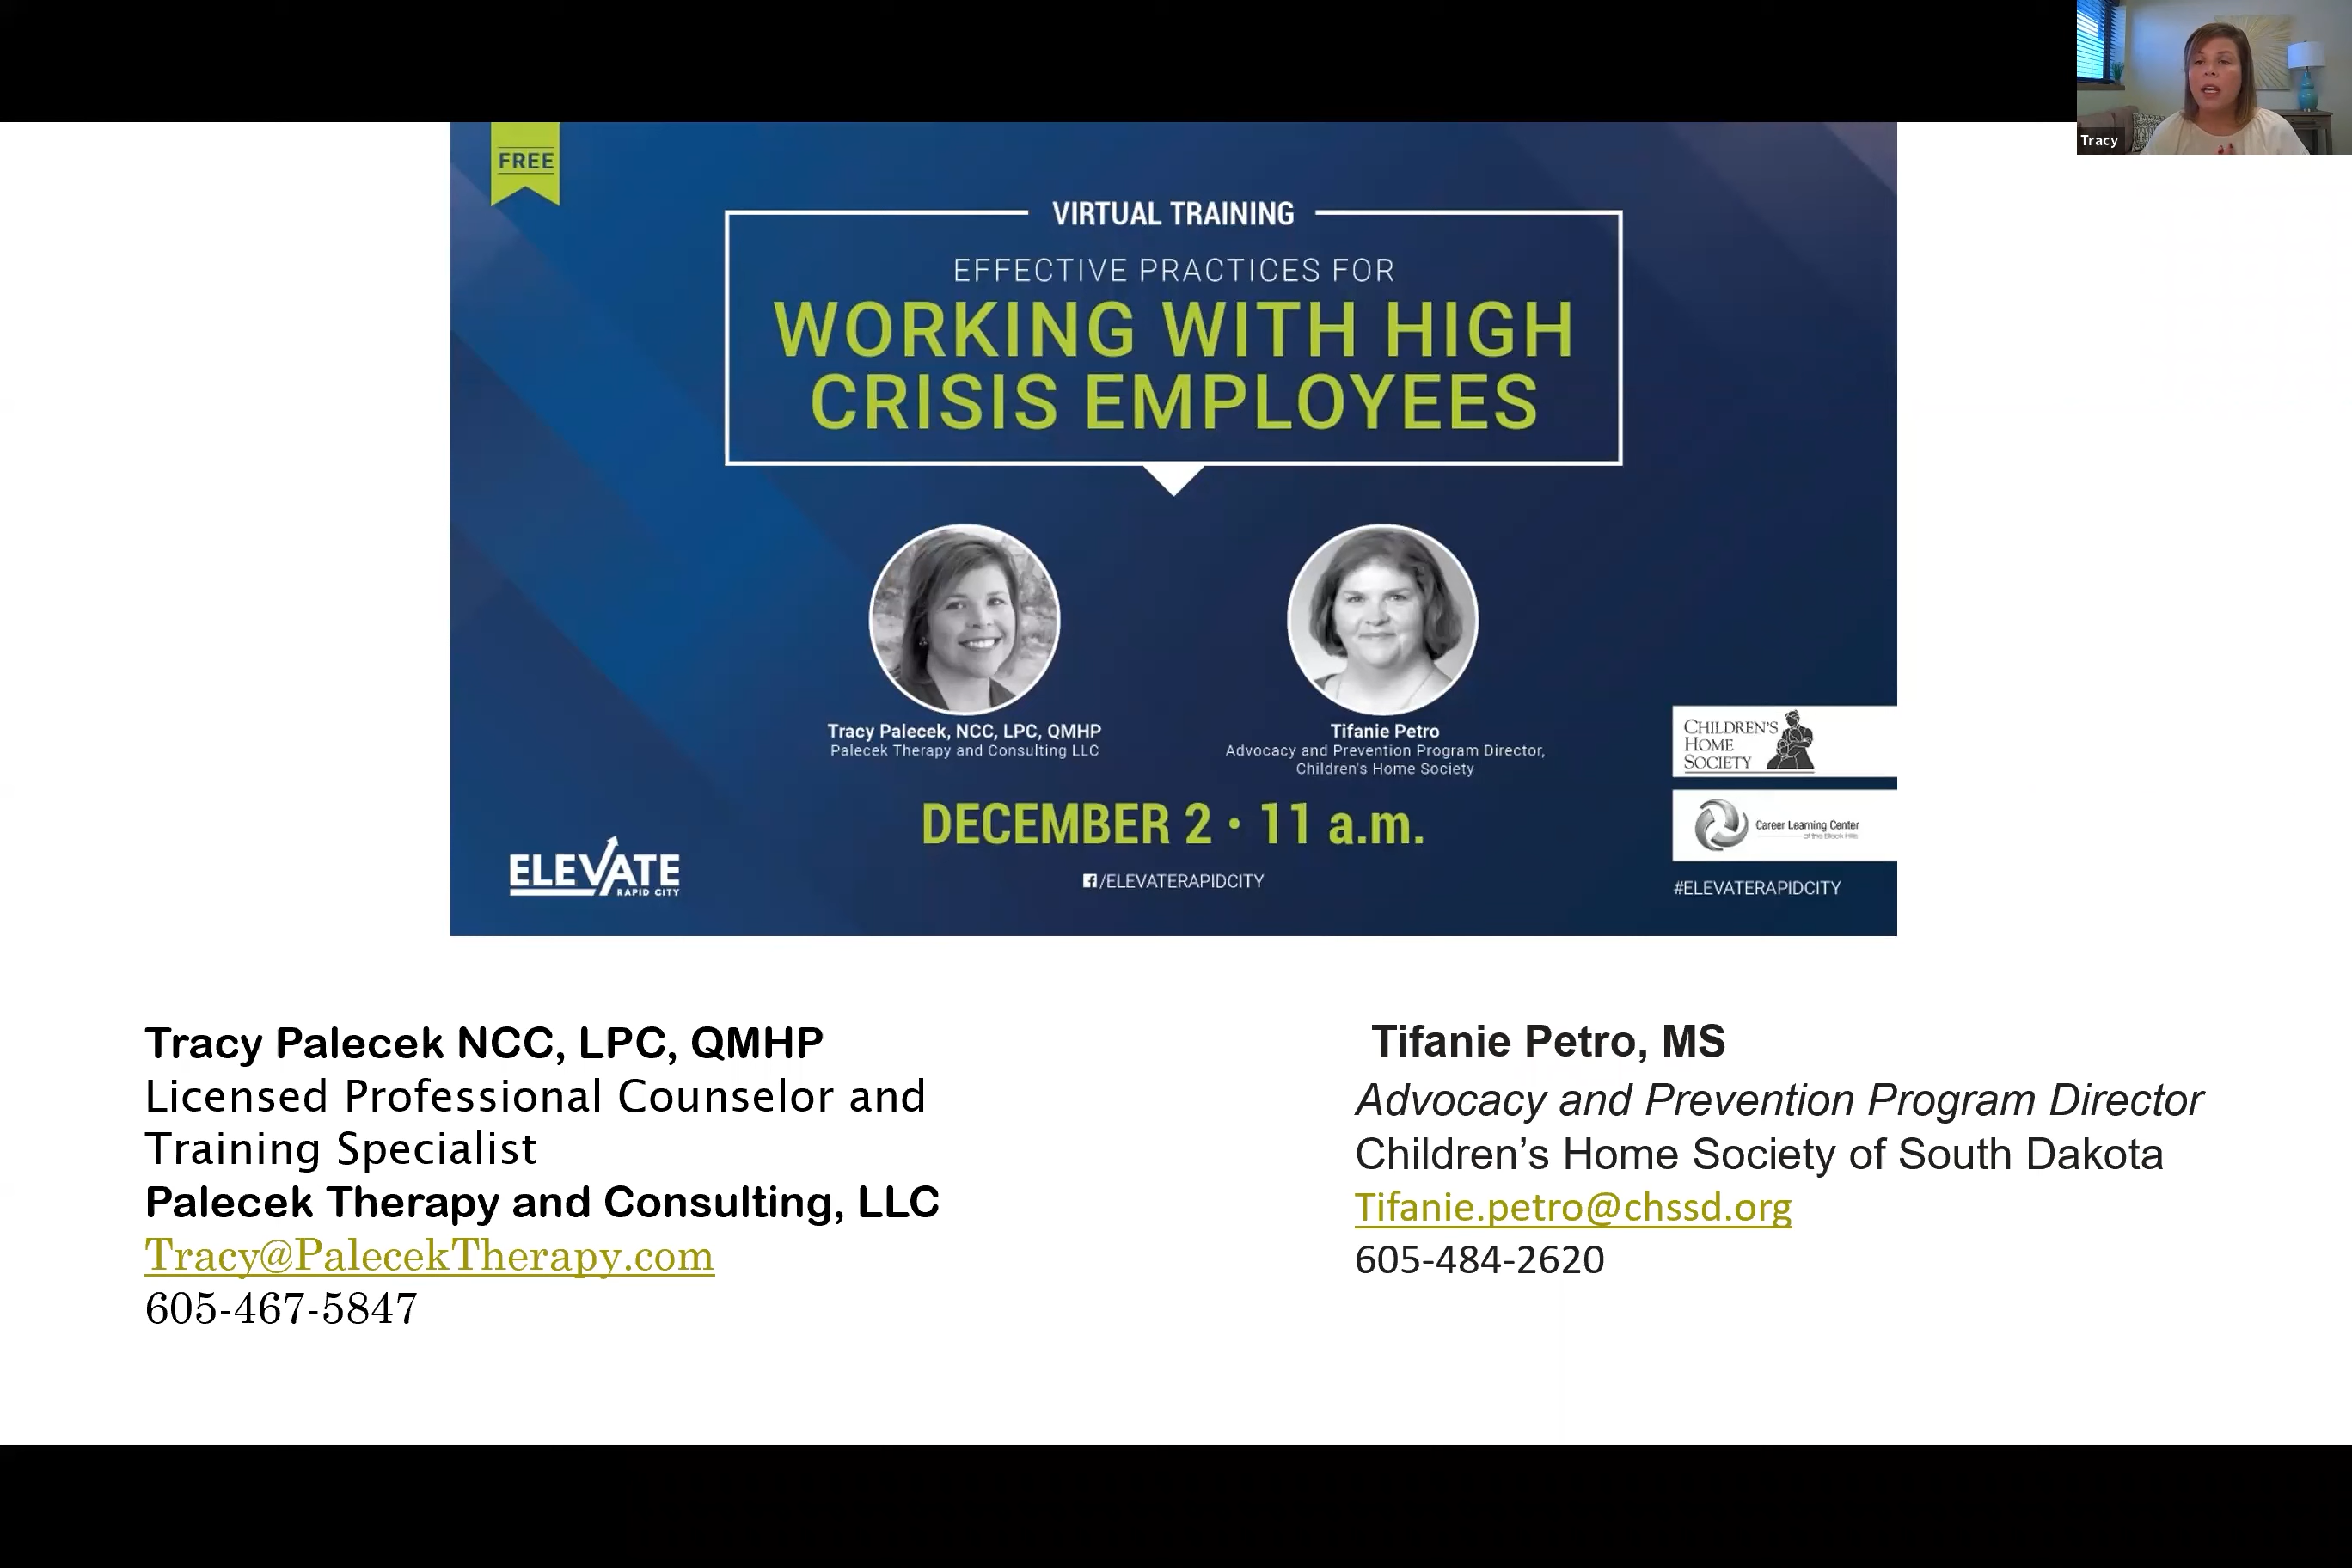 Tracy
FREE
VIRTUAL TRAINING
EFFECTIVE PRACTICES FOR
WORKING WITH HIGH
CRISIS EMPLOYEES
Tracy Palecek, NCC, LPC, QMHP
Palecek Therapy and Consulting LLC
Tifanie Petro
Advocacy and Prevention Program Director,
Children's Home Society
CHILDREN'S
HOME
SOCIETY
Career Learning Center
of the Black Hills
DECEMBER 2 • 11 a.m.
ELEVATE
RAPID CITY
/ELEVATERAPIDCITY
#ELEVATERAPIDCITY
Tracy Palecek NCC, LPC, QMHP
Licensed Professional Counselor and
Training Specialist
Palecek Therapy and Consulting, LLC
Tracy@PalecekTherapy.com
605-467-5847
Tifanie Petro, MS
Advocacy and Prevention Program Director
Children’s Home Society of South Dakota
Tifanie.petro@chssd.org
605-484-2620